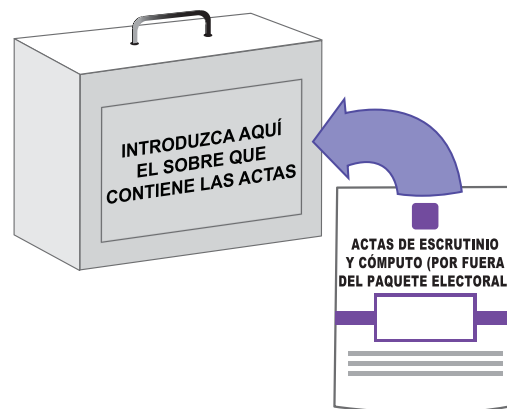 INTRODUZCA AQUÍ
EL SOBRE QUE
CONTIENE LAS ACTAS
ACTAS DE ESCRUTINIO
Y CÓMPUTO (POR FUERA
DEL PAQUETE ELECTORAL